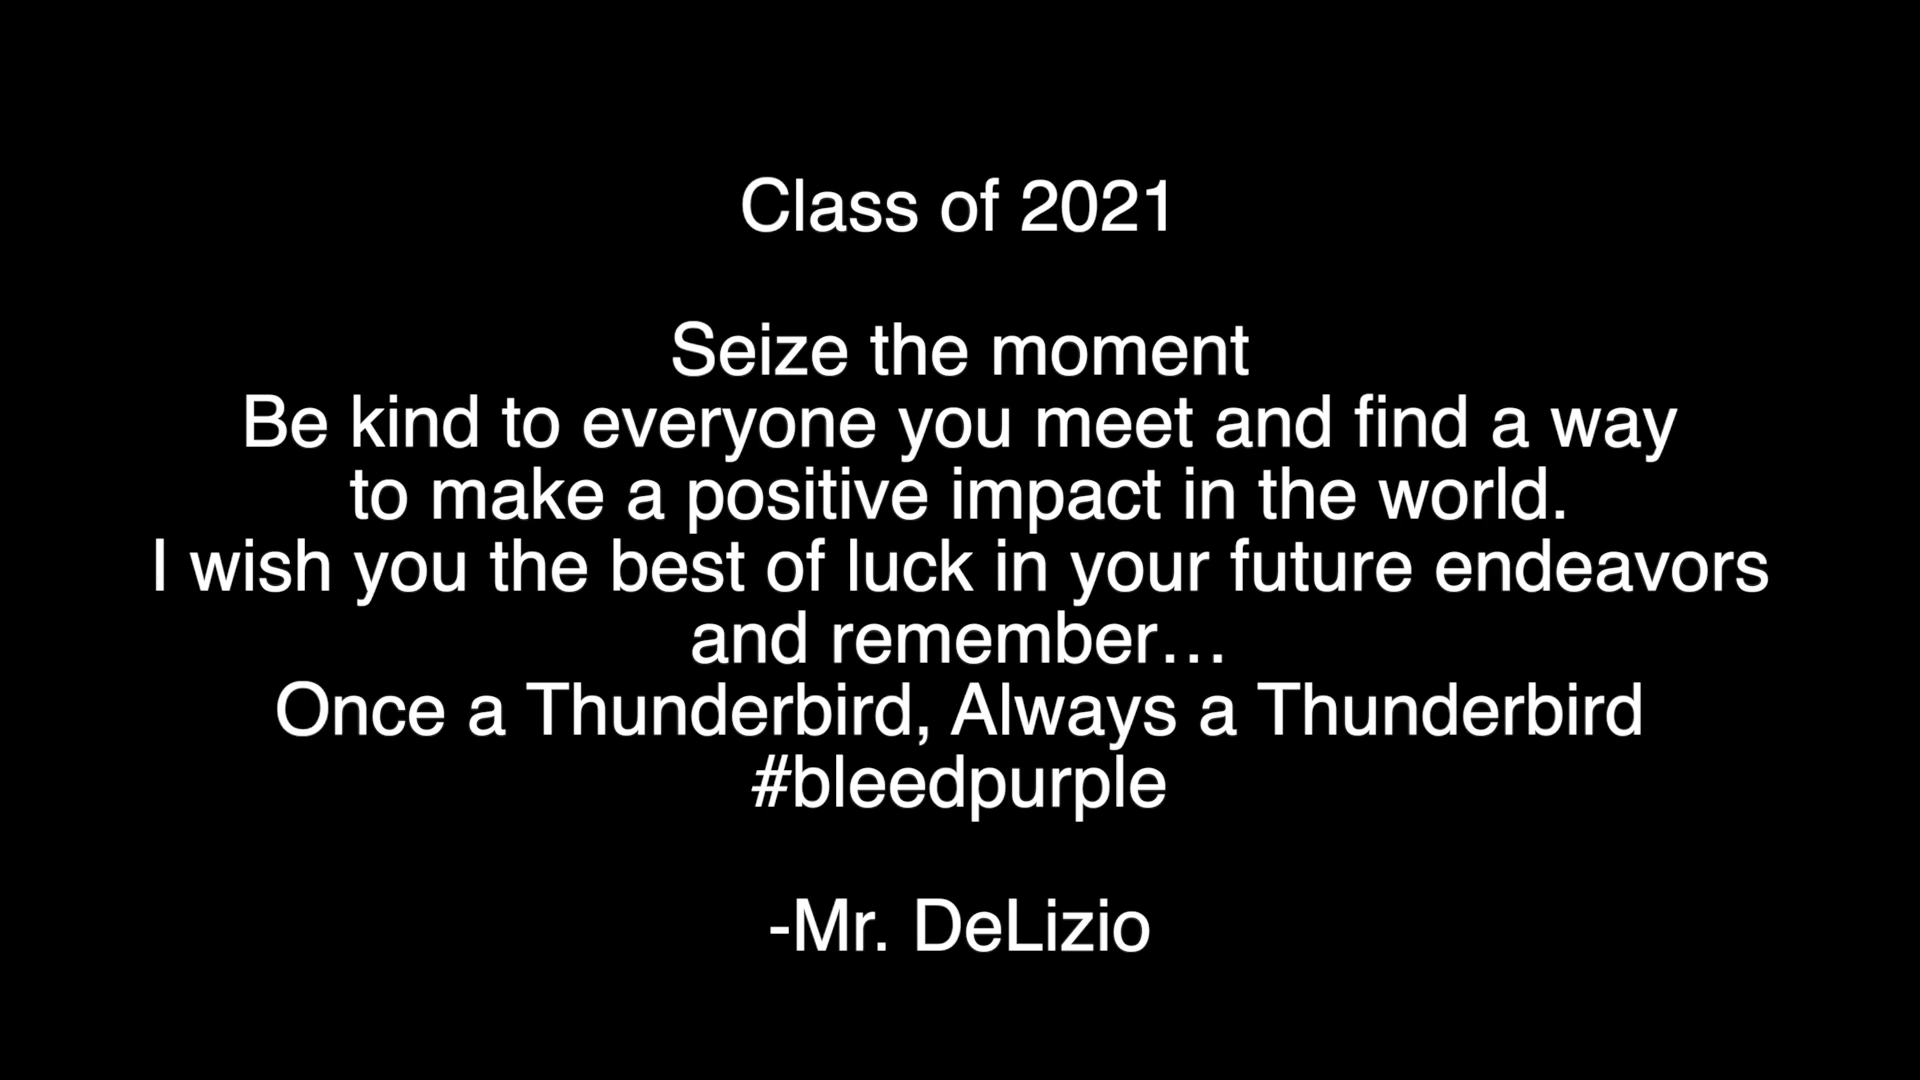 Class of 2021
Seize the moment
Be kind to everyone you meet and find a way
to make a positive impact in the world.
I wish you the best of luck in your future endeavors
and remember…
Once a Thunderbird, Always a Thunderbird
#bleedpurple
-Mr. DeLizio